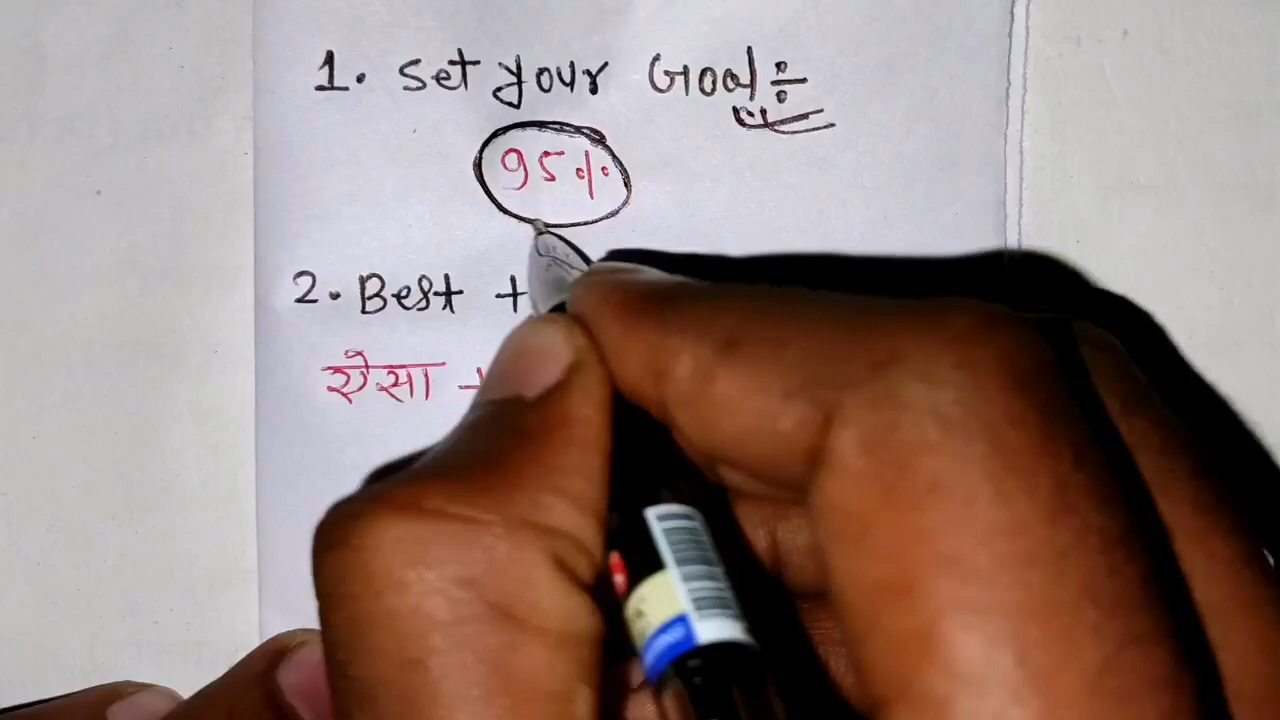 1. Set your Goal ÷
95%
2. Best +
ऐसा +